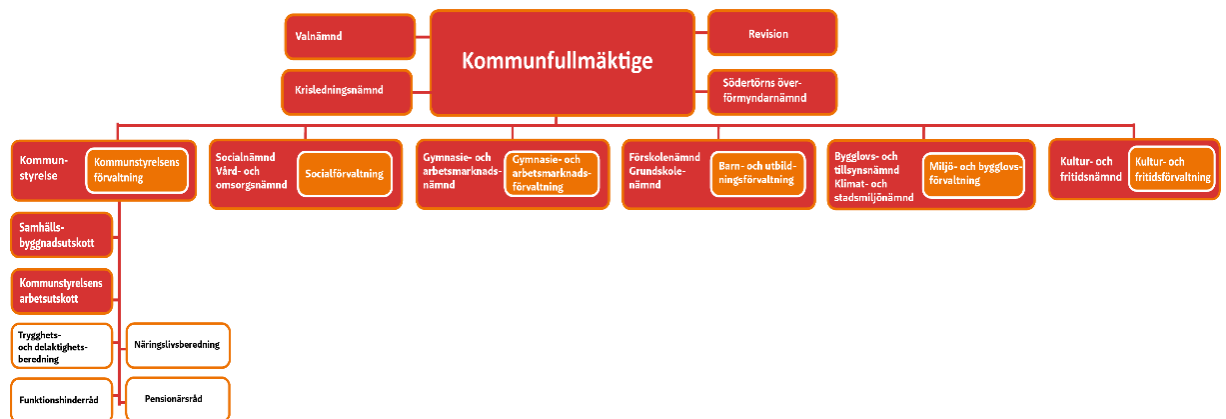 Valnämnd
Kommunfullmäktige
Revision
Krisledningsnämnd
Södertörns över-
förmyndarnämnd
Kommun-
styrelse
Kommunstyrelsens
förvaltning
Socialnämnd
Vård- och
omsorgsnämnd
Socialförvaltning
Gymnasie- och
arbetsmarknads-
nämnd
Gymnasie- och
arbetsmarknads-
förvaltning
Förskolenämnd
Grundskole-
nämnd
Barn- och utbild-
ningsförvaltning
Bygglovs- och
tillsynsnämnd
Klimat- och
stadsmiljönämnd
Miljö- och bygglovs-
förvaltning
Kultur- och
fritidsnämnd
Kultur- och
fritidsförvaltning
Samhälls-
byggnadsutskott
Kommunstyrelsens
arbetsutskott
Trygghets-
och delaktighets-
beredning
Näringslivsberedning
Funktionshinderråd
Pensionärsråd